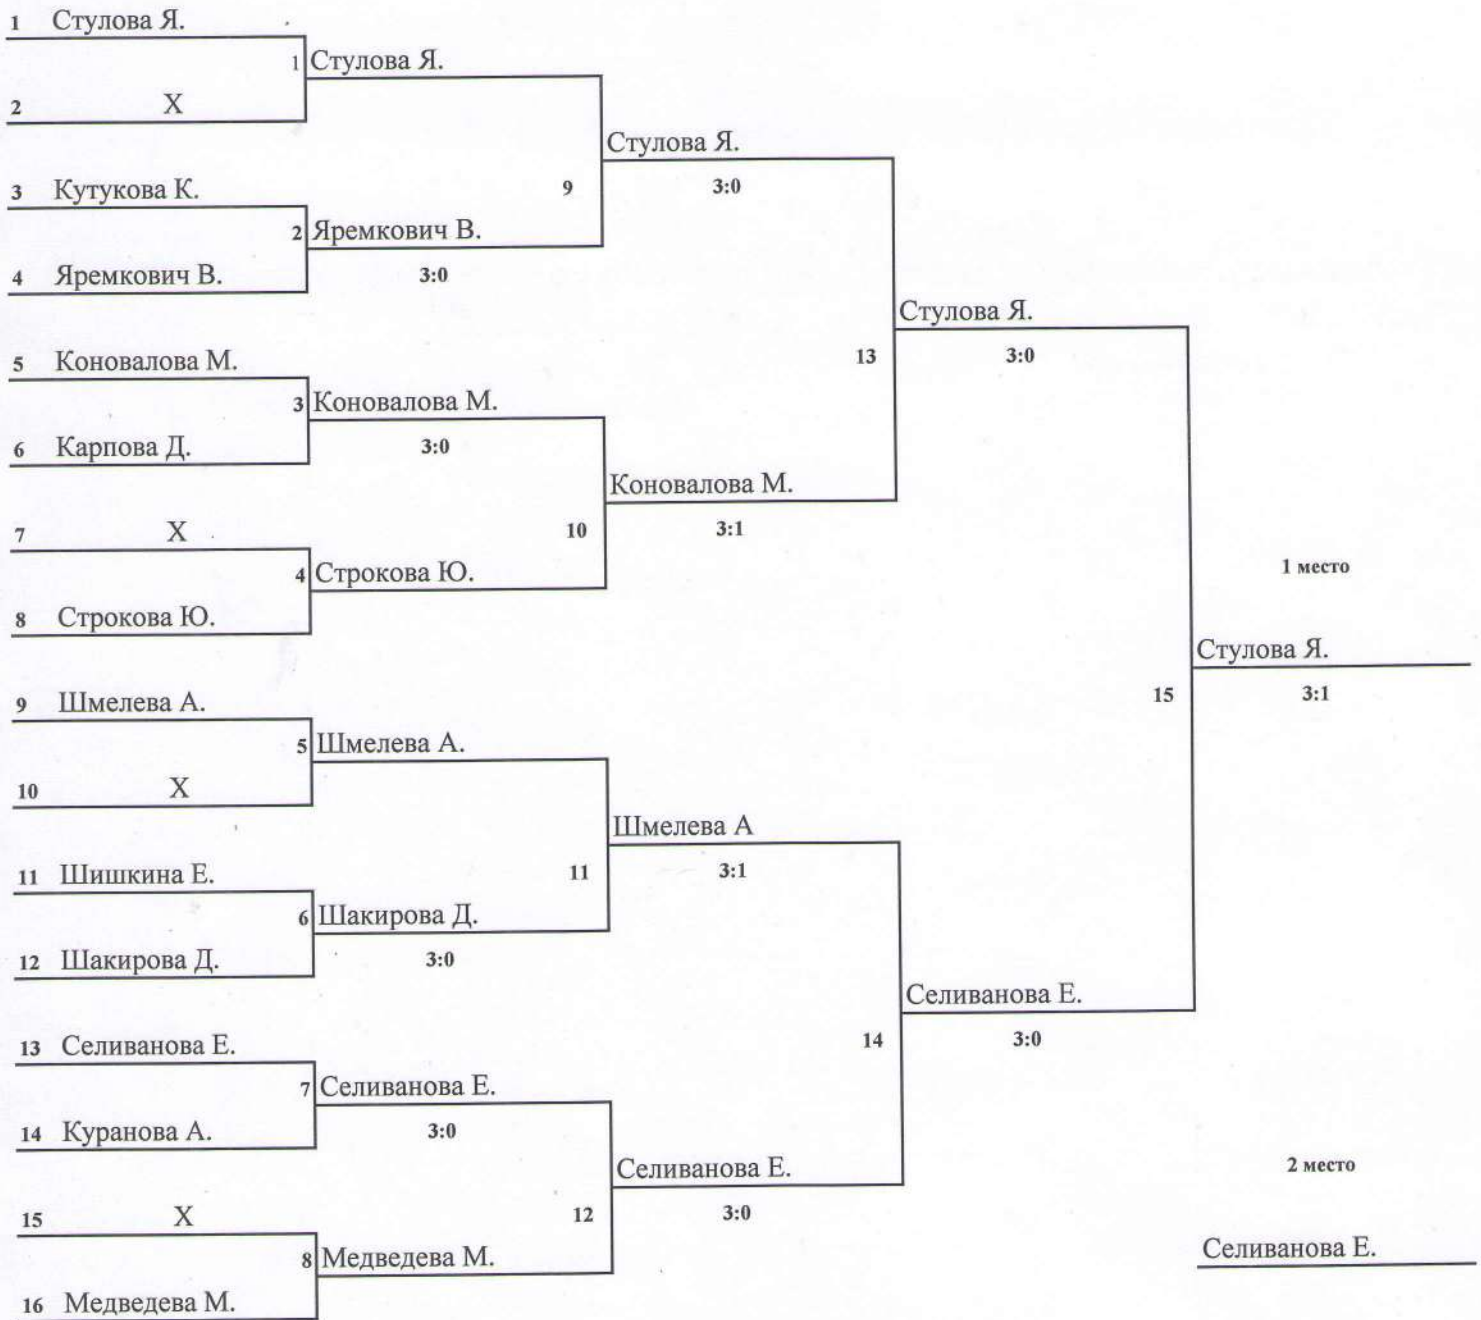 1 Стулова Я.
1 Стулова Я.
2 X
Стулова Я.
3 Кутукова К.
9 3:0
2 Яремкович В.
4 Яремкович В.
3:0
Стулова Я.
5 Коновалова М.
13 3:0
3 Коновалова М.
6 Карпова Д.
3:0
Коновалова М.
7 X
10 3:1
4 Строкова Ю.
1 место
8 Строкова Ю.
Стулова Я.
9 Шмелева А.
15 3:1
5 Шмелева А.
10 X
Шмелева А
11 Шишкина Е.
11 3:1
6 Шакирова Д.
12 Шакирова Д.
3:0
Селиванова Е.
13 Селиванова Е.
14 3:0
7 Селиванова Е.
14 Куранова А.
3:0
Селиванова Е.
2 место
15 X
12 3:0
8 Медведева М.
Селиванова Е.
16 Медведева М.